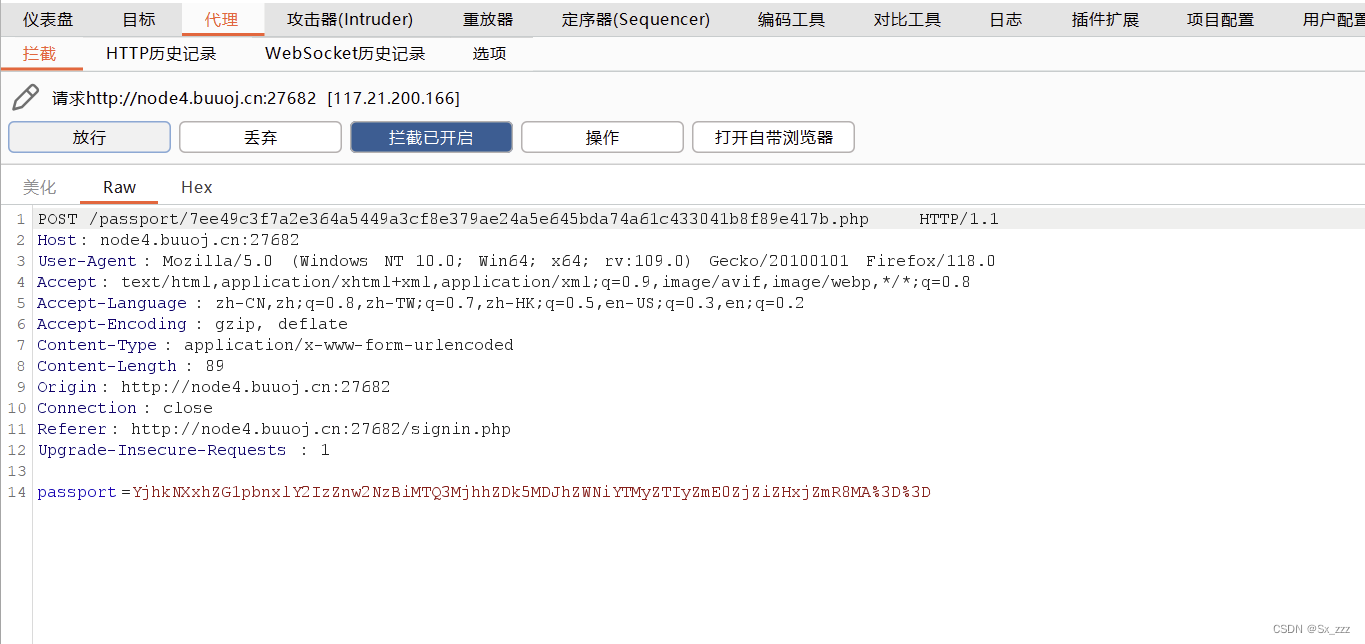 仪表盘 目标 代理 攻击器(Intruder) 重放器 定序器(Sequencer) 编码工具 对比工具 日志 插件扩展 项目配置 用户配置
拦截 HTTP历史记录 WebSocket历史记录 选项
请求http://node4.buuoj.cn:27682 [117.21.200.166]
放行 丢弃 拦截已开启 操作 打开自带浏览器
美化 Raw Hex
1 POST /passport/7ee49c3f7a2e364a5449a3cf8e379ae24a5e645bda74a61c433041b8f89e417b.php HTTP/1.1
2 Host: node4.buuoj.cn:27682
3 User-Agent: Mozilla/5.0 (Windows NT 10.0; Win64; x64; rv:109.0) Gecko/20100101 Firefox/118.0
4 Accept: text/html,application/xhtml+xml,application/xml;q=0.9,image/avif,image/webp,*/*;q=0.8
5 Accept-Language : zh-CN,zh;q=0.8,zh-TW;q=0.7,zh-HK;q=0.5,en-US;q=0.3,en;q=0.2
6 Accept-Encoding : gzip, deflate
7 Content-Type : application/x-www-form-urlencoded
8 Content-Length : 89
9 Origin: http://node4.buuoj.cn:27682
10 Connection : close
11 Referer: http://node4.buuoj.cn:27682/signin.php
12 Upgrade-Insecure-Requests : 1
13
14 passport=YjhkNXxhZG1pbnxlY2IzZnw2NzBiMTQ3MjhhZDk5MDJhZWNiYTMyZTIyZmE0ZjZiZHxjZmR8MA%3D%3D
CSDN @Sx_zzz